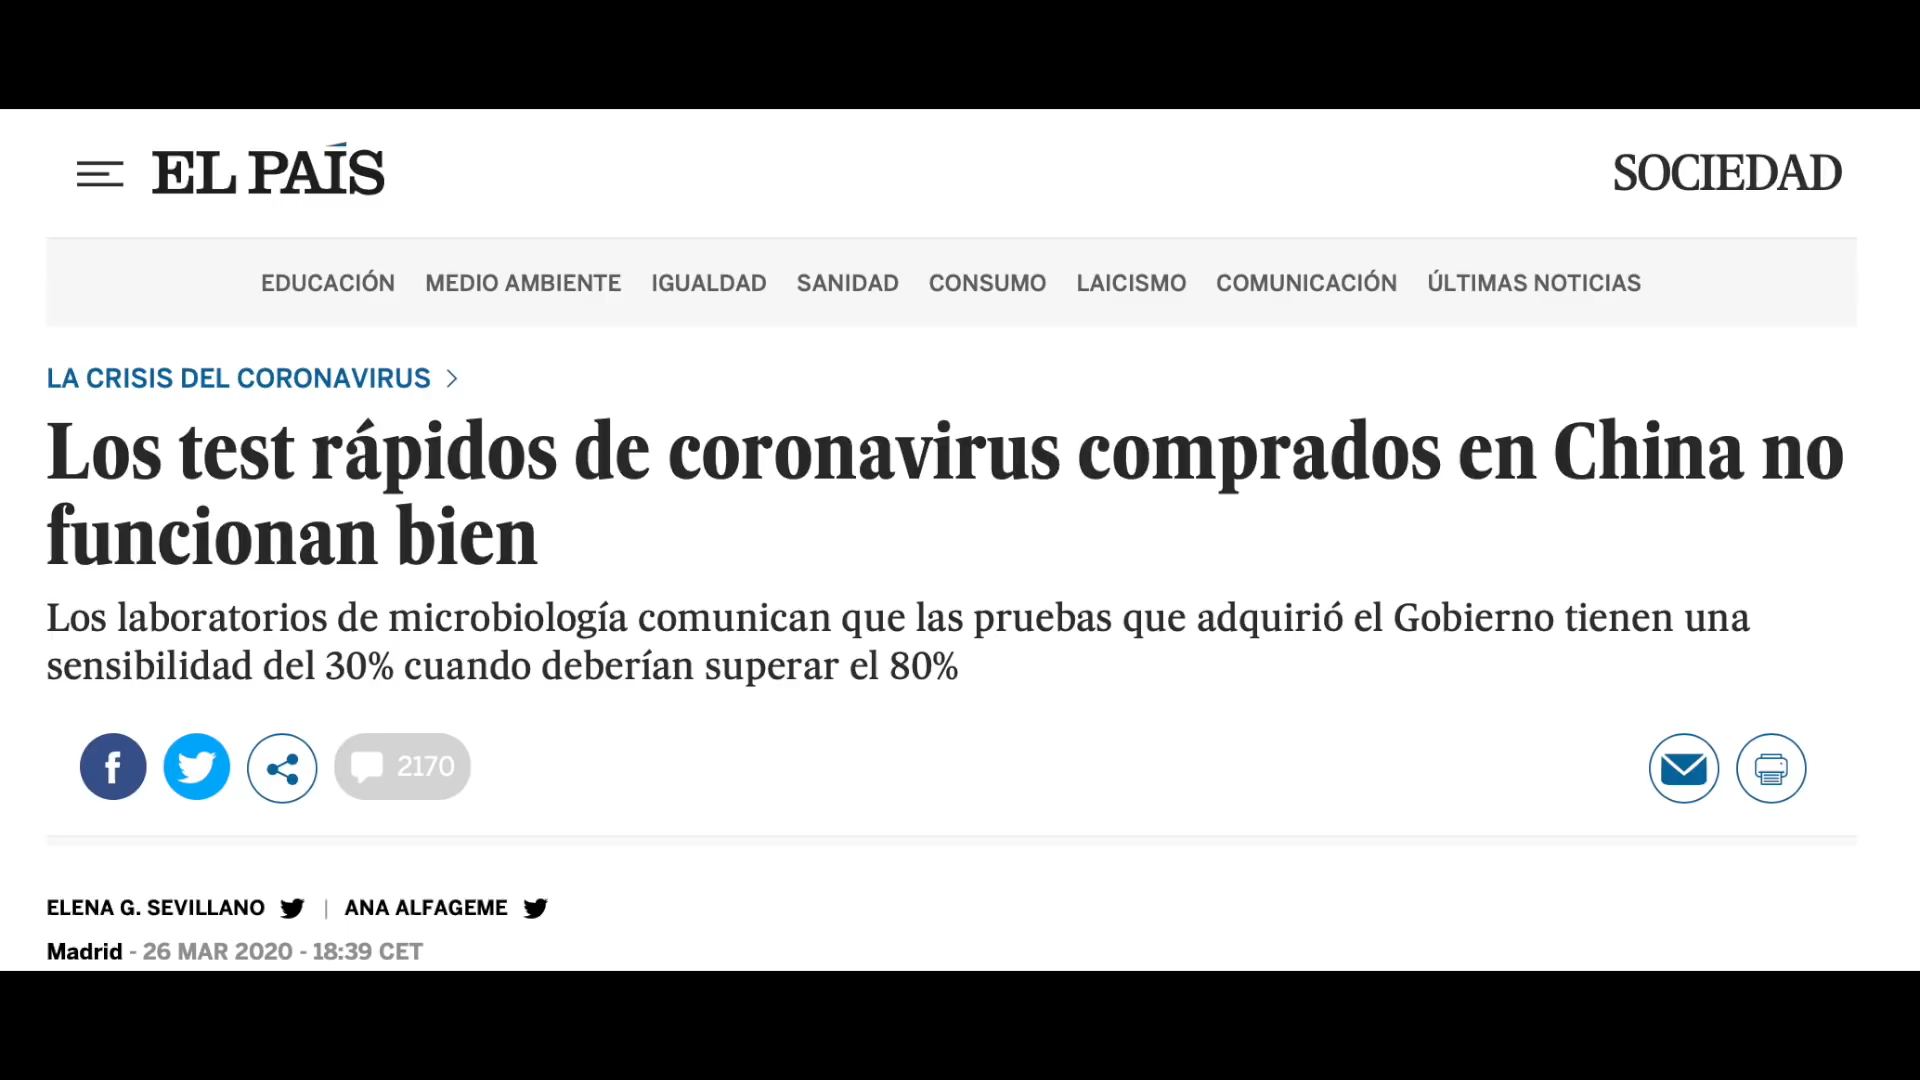 EL PAÍS
SOCIEDAD
EDUCACIÓN MEDIO AMBIENTE IGUALDAD SANIDAD CONSUMO LAICISMO COMUNICACIÓN ÚLTIMAS NOTICIAS
LA CRISIS DEL CORONAVIRUS
Los test rápidos de coronavirus comprados en China no
funcionan bien
Los laboratorios de microbiología comunican que las pruebas que adquirió el Gobierno tienen una
sensibilidad del 30% cuando deberían superar el 80%
2170
ELENA G. SEVILLANO | ANA ALFAGEME
Madrid - 26 MAR 2020 - 18:39 CET